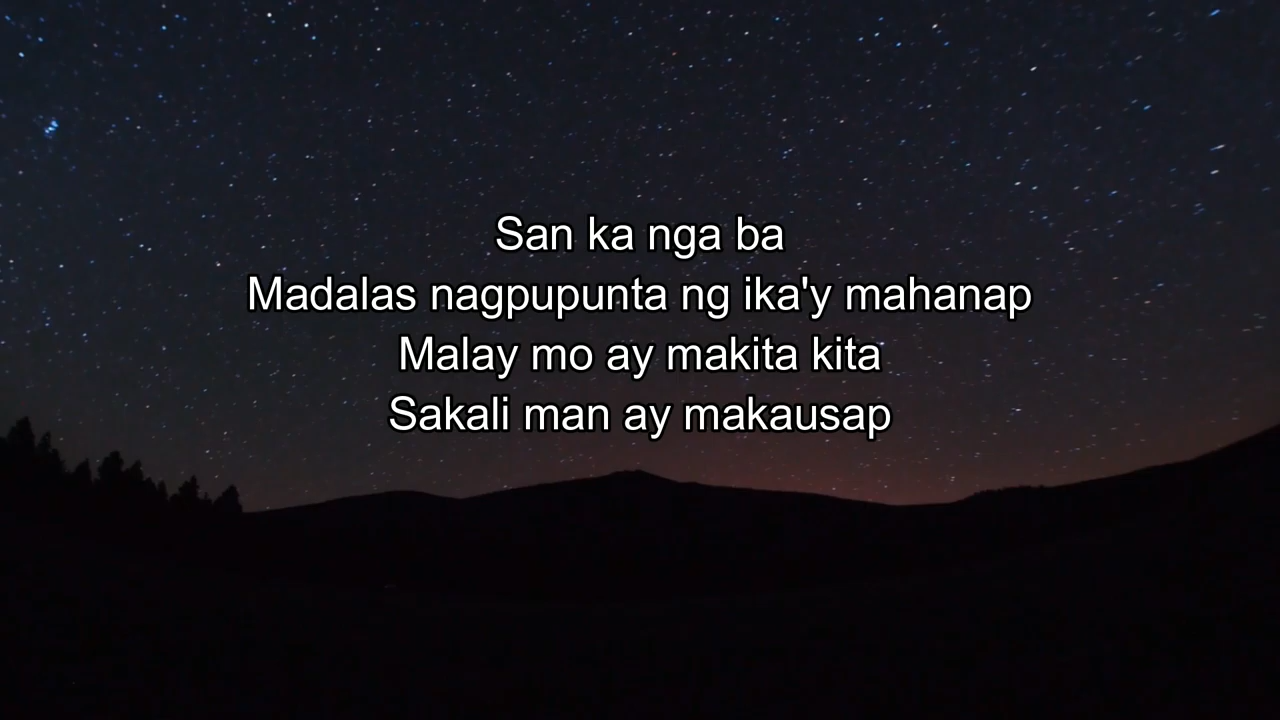 San ka nga ba
Madalas nagpupunta ng ika'y mahanap
Malay mo ay makita kita
Sakali man ay makausap